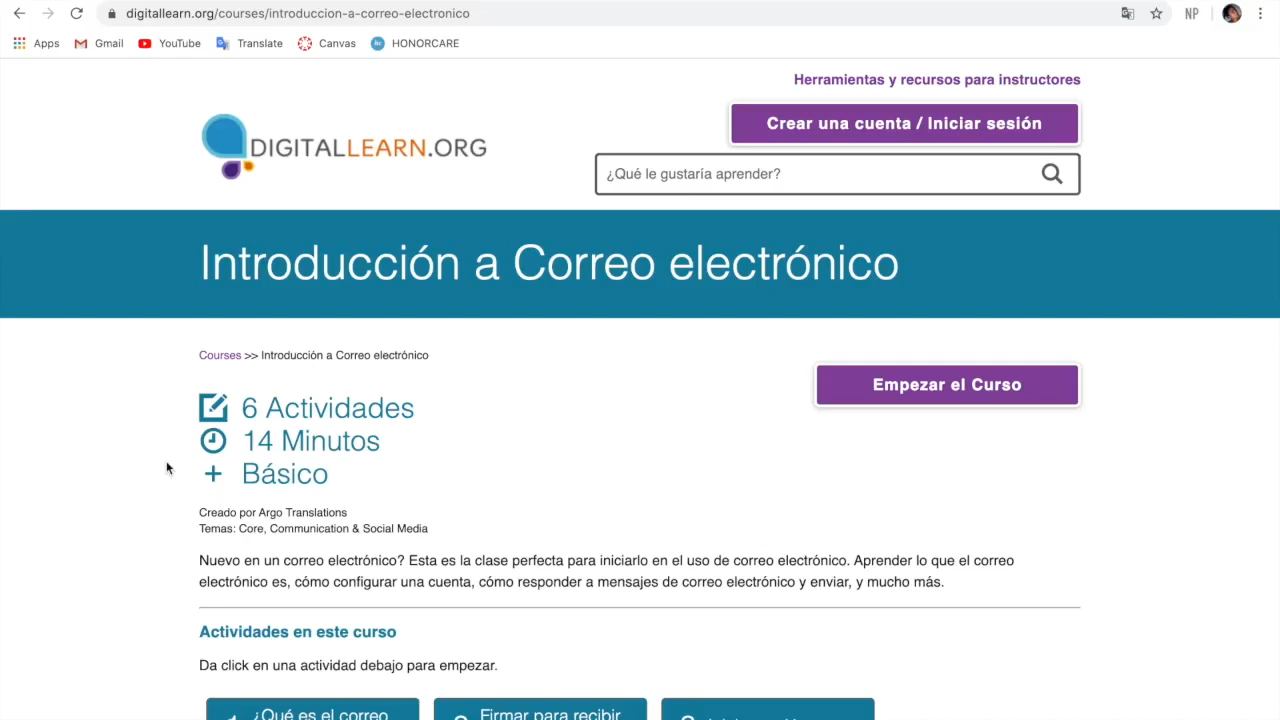 digitallearn.org/courses/introduccion-a-correo-electronico
NP
Apps Gmail YouTube Translate Canvas HONORCARE
Herramientas y recursos para instructores
Crear una cuenta / Iniciar sesión
DIGITALLEARN.ORG
¿Qué le gustaría aprender?
Introducción a Correo electrónico
Courses >> Introducción a Correo electrónico
Empezar el Curso
6 Actividades
14 Minutos
+ Básico
Creado por Argo Translations
Temas: Core, Communication & Social Media
Nuevo en un correo electrónico? Esta es la clase perfecta para iniciarlo en el uso de correo electrónico. Aprender lo que el correo
electrónico es, cómo configurar una cuenta, cómo responder a mensajes de correo electrónico y enviar, y mucho más.
Actividades en este curso
Da click en una actividad debajo para empezar.
¿Qué es el correo
Firmar para recibir